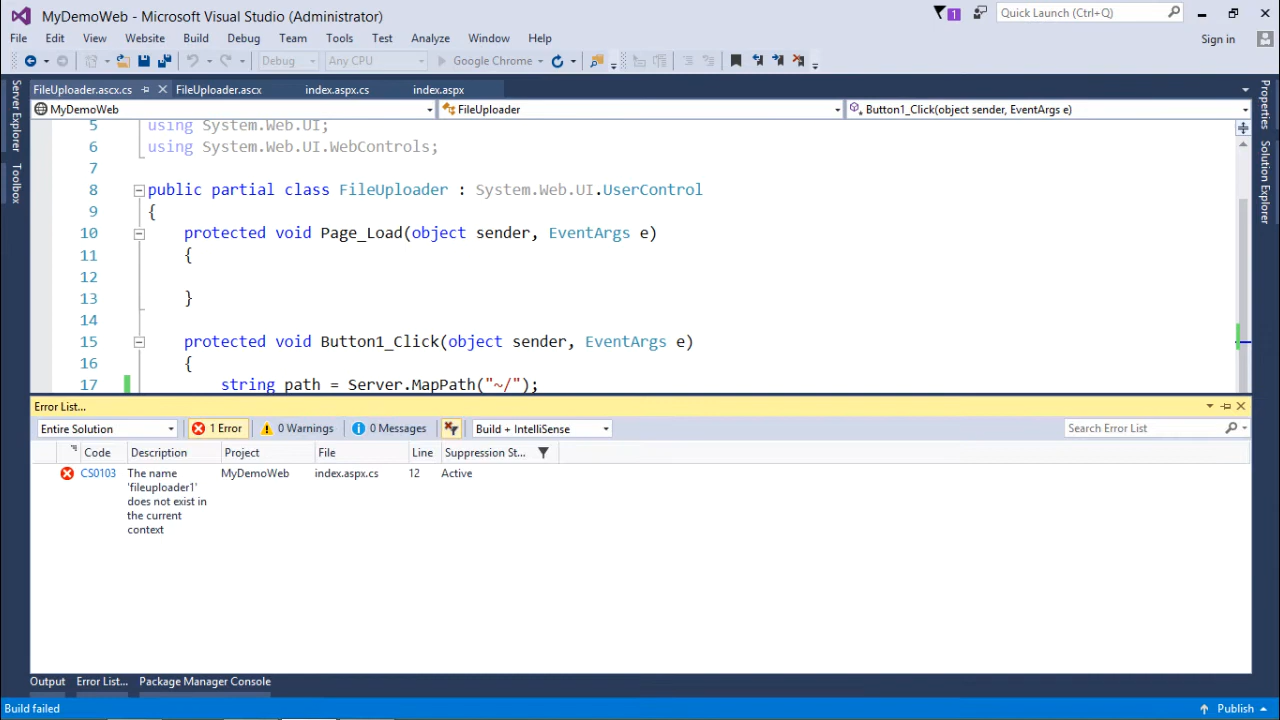 MyDemoWeb - Microsoft Visual Studio (Administrator)
1
Quick Launch (Ctrl+Q)
File Edit View Website Build Debug Team Tools Test Analyze Window Help
Sign in
Debug Any CPU Google Chrome
FileUploader.ascx.cs FileUploader.ascx index.aspx.cs index.aspx
MyDemoWeb FileUploader Button1_Click(object sender, EventArgs e)
Server Explorer
Toolbox
Properties
Solution Explorer
5 using System.Web.UI;
6 using System.Web.UI.WebControls;
7
8 public partial class FileUploader : System.Web.UI.UserControl
9 {
10 protected void Page_Load(object sender, EventArgs e)
11 {
12
13 }
14
15 protected void Button1_Click(object sender, EventArgs e)
16 {
17 string path = Server.MapPath("~/");
Error List...
Entire Solution 1 Error 0 Warnings 0 Messages Build + IntelliSense Search Error List
Code Description Project File Line Suppression St...
CS0103 The name MyDemoWeb index.aspx.cs 12 Active
'fileuploader1'
does not exist in
the current
context
Output Error List... Package Manager Console
Build failed
Publish